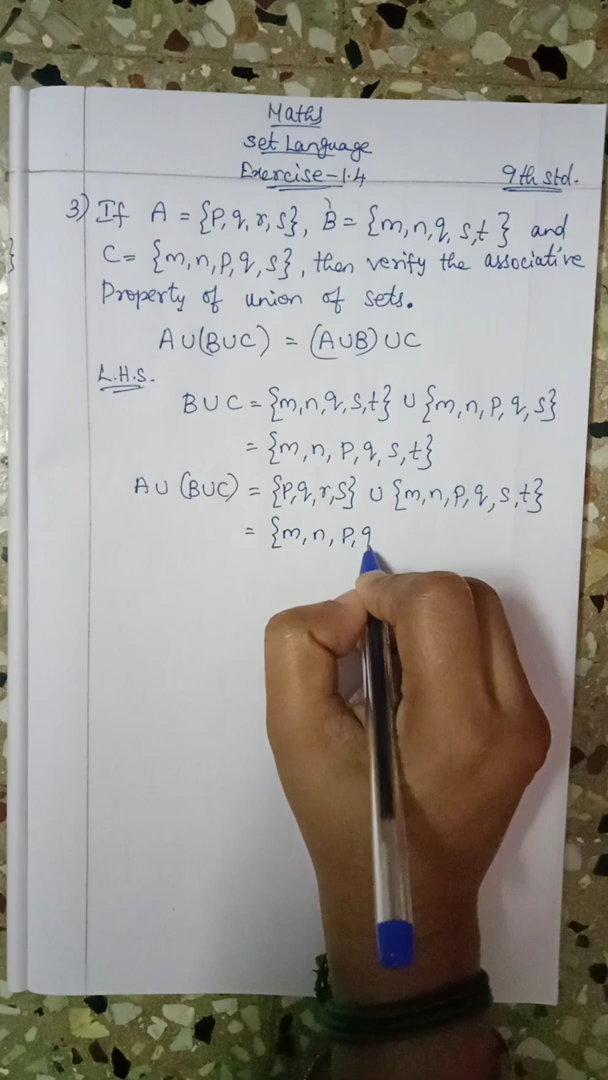 Maths
Set Language
Exercise-1.4
9th std.
3) If A = {p,q,r,s}, B = {m,n,q,s,t} and
C = {m,n,p,q,s}, then verify the associative
Property of union of sets.
A∪(B∪C) = (A∪B)∪C
L.H.S.
B∪C = {m,n,q,s,t} ∪ {m,n,p,q,s}
= {m,n,p,q,s,t}
A∪(B∪C) = {p,q,r,s} ∪ {m,n,p,q,s,t}
= {m,n,p,q